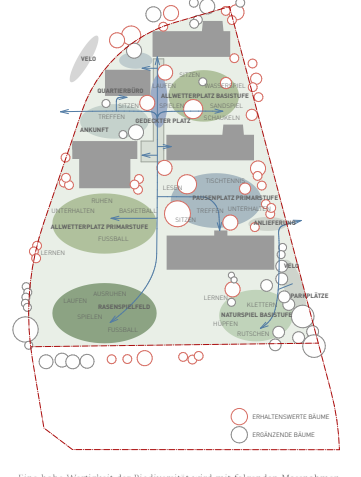 VELO
SITZEN
LAUFEN
WASSERSPIEL
QUARTIERBÜRO
ALLWETTERPLATZ BASISTUFE
SITZEN
SPIELEN
SANDSPIEL
TREFFEN
GEDECKTER PLATZ
SCHAUKELN
ANKUNFT
TISCHTENNIS
LESEN
RUHEN
PAUSENPLATZ PRIMARSTUFE
UNTERHALTEN
BASKETBALL
TREFFEN
UNTERHALTEN
SITZEN
ALLWETTERPLATZ PRIMARSTUFE
ANLIEFERUNG
FUSSBALL
LERNEN
VELO
AUSRUHEN
LERNEN
PARKPLÄTZE
LAUFEN
RASENSPIELFELD
KLETTERN
SPIELEN
NATURSPIEL BASISTUFE
FUSSBALL
HÜPFEN
RUTSCHEN
ERHALTENSWERTE BÄUME
ERGÄNZENDE BÄUME